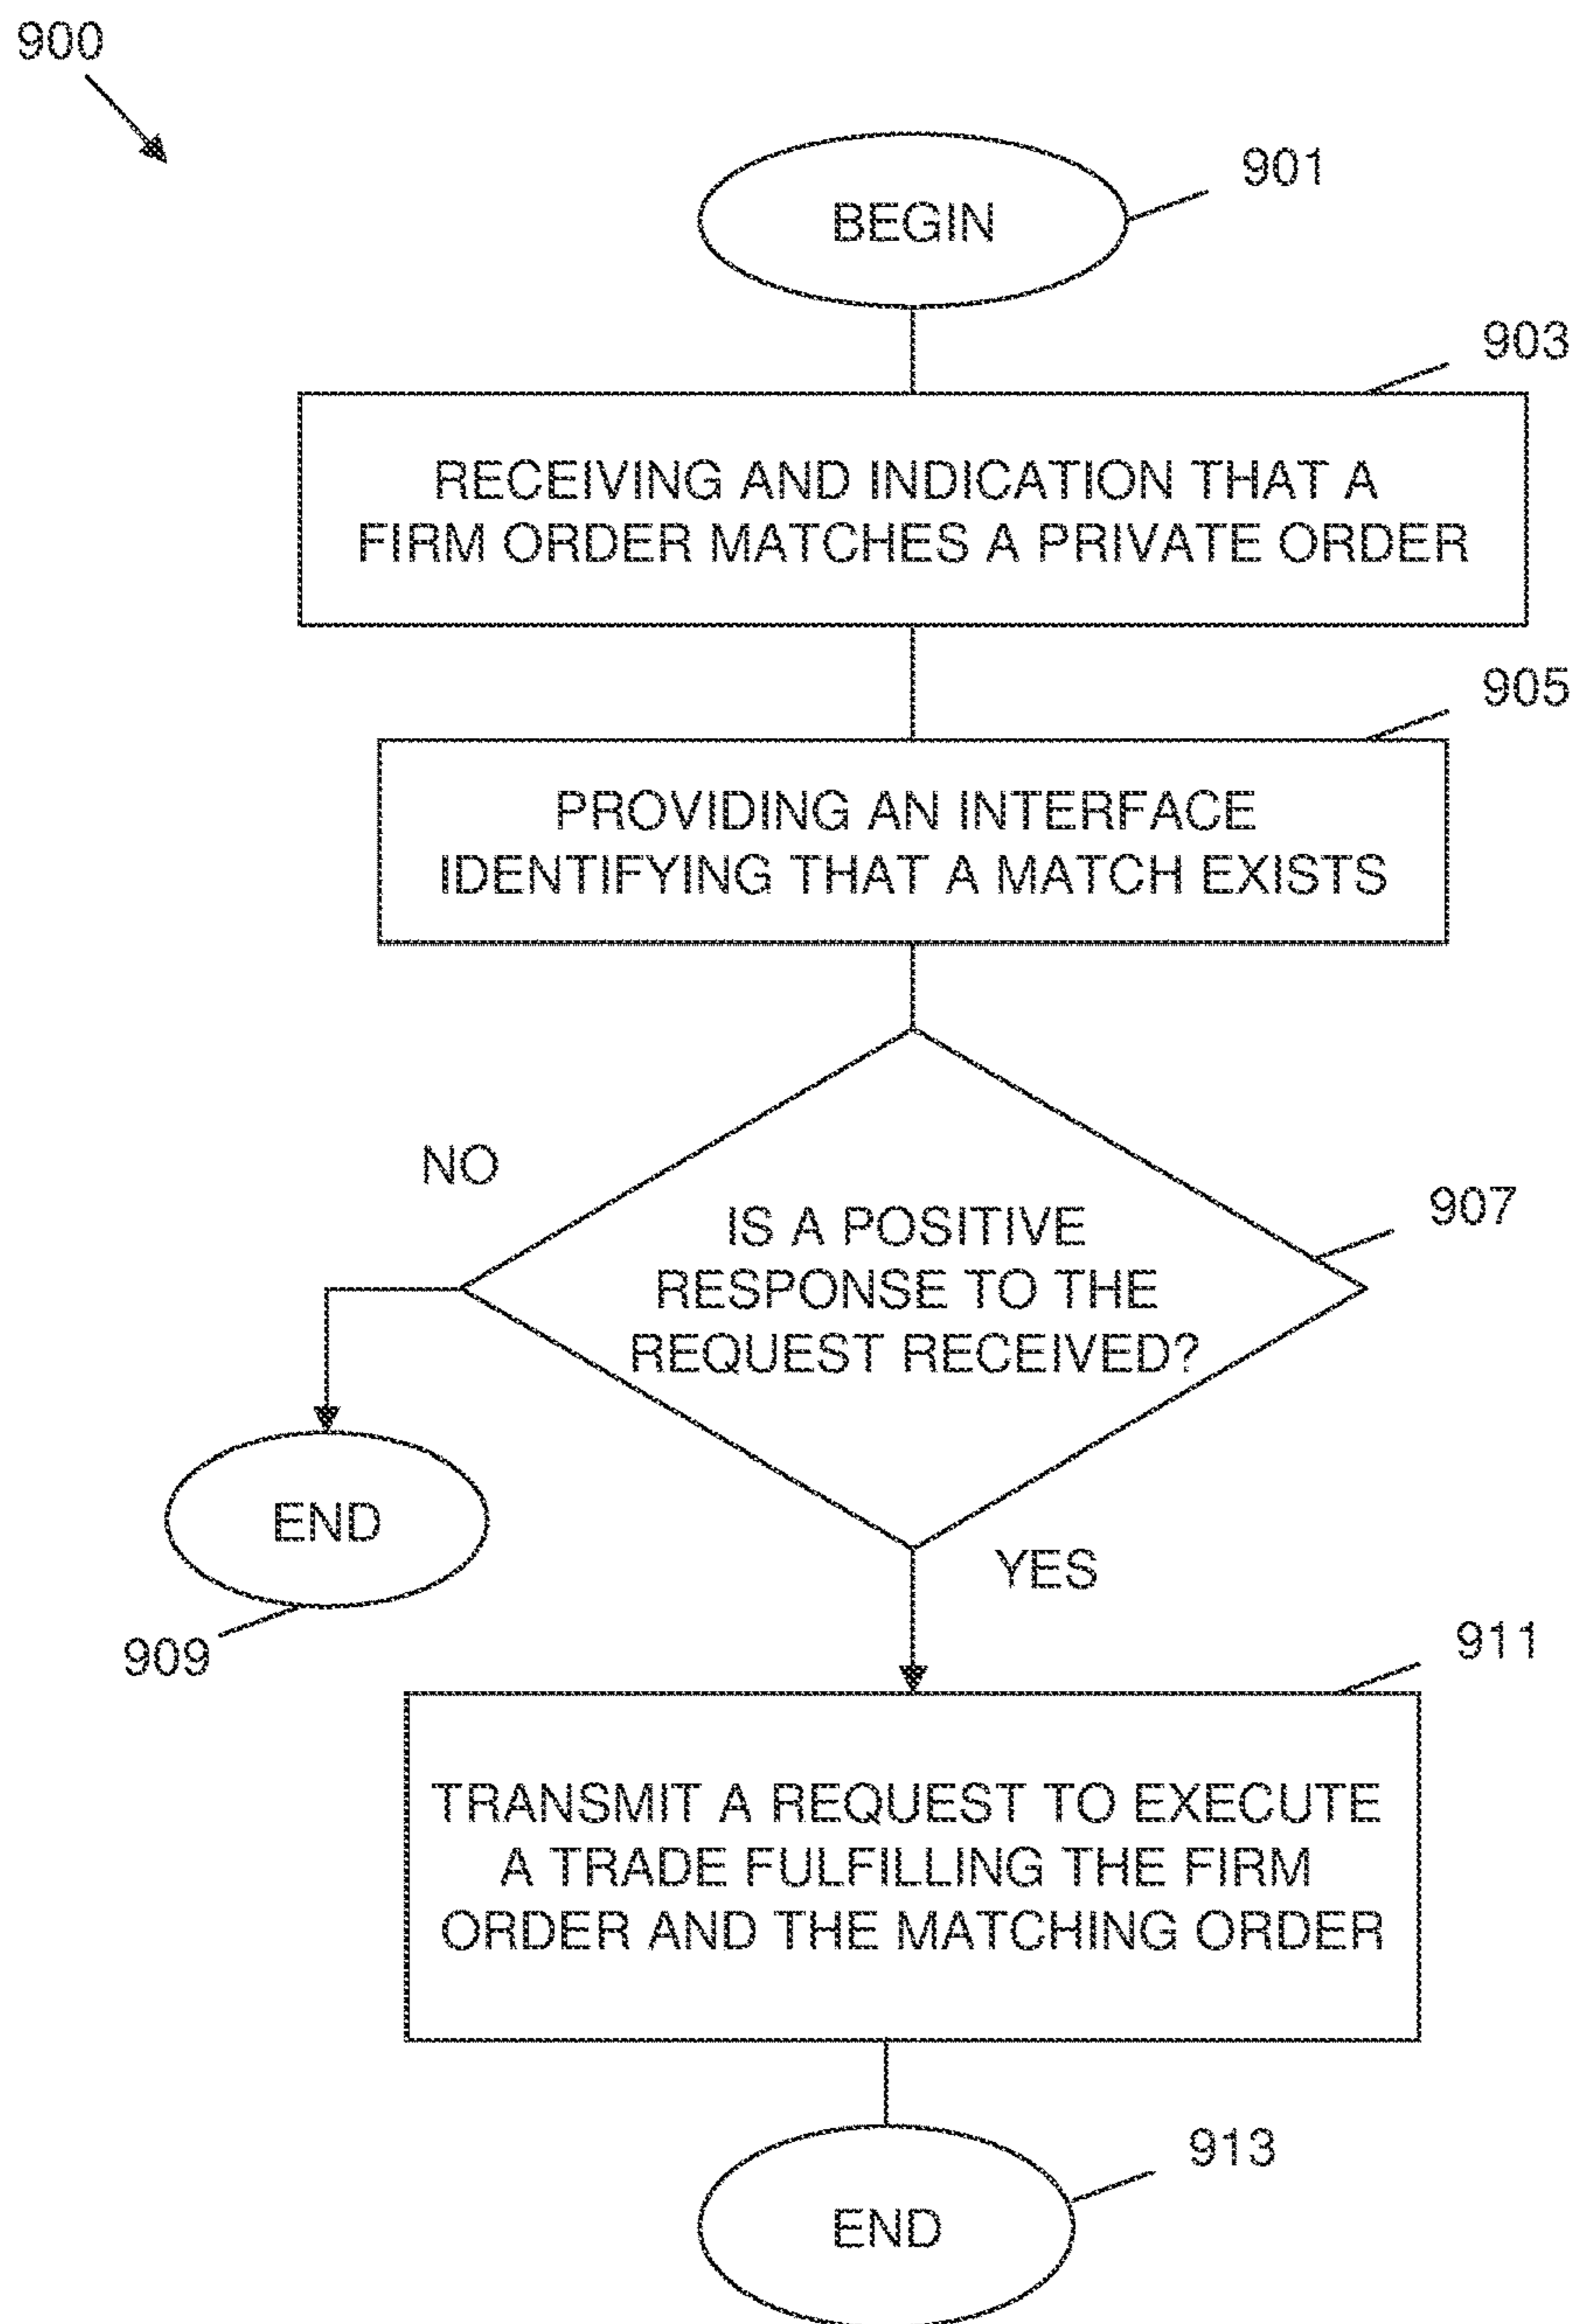 900
901
BEGIN
903
RECEIVING AND INDICATION THAT A
FIRM ORDER MATCHES A PRIVATE ORDER
905
PROVIDING AN INTERFACE
IDENTIFYING THAT A MATCH EXISTS
NO
907
IS A POSITIVE
RESPONSE TO THE
REQUEST RECEIVED?
END
909
YES
911
TRANSMIT A REQUEST TO EXECUTE
A TRADE FULFILLING THE FIRM
ORDER AND THE MATCHING ORDER
913
END